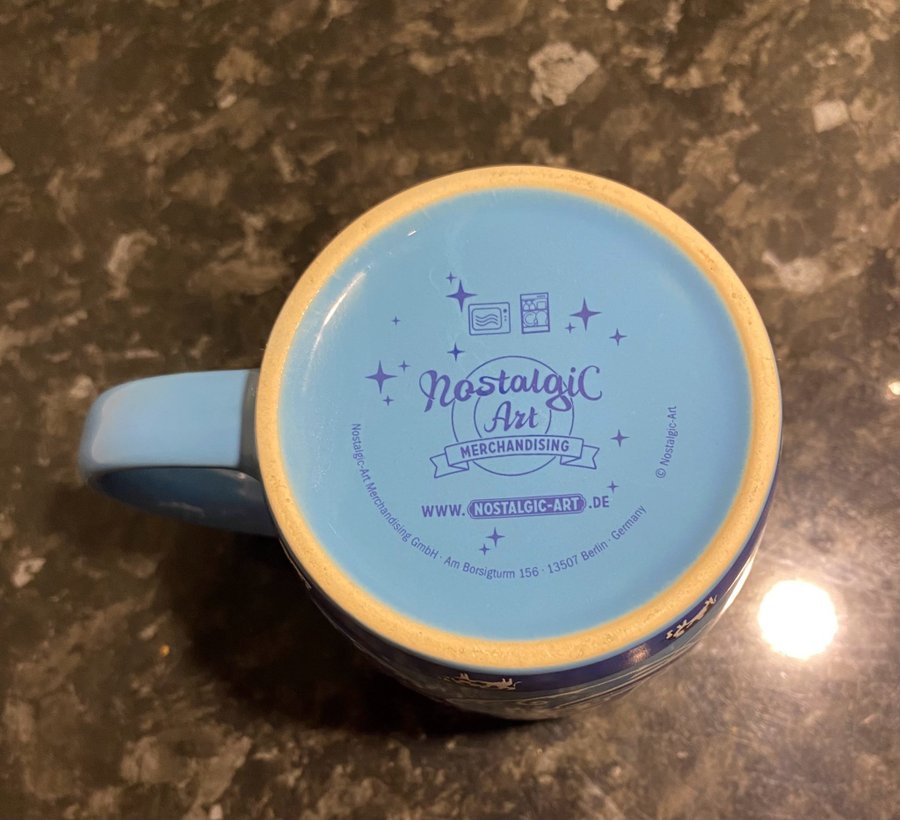 Nostalgic
Art
MERCHANDISING
WWW.NOSTALGIC-ART.DE
Nostalgic-Art Merchandising GmbH · Am Borsigturm 156 · 13507 Berlin · Germany
© Nostalgic-Art